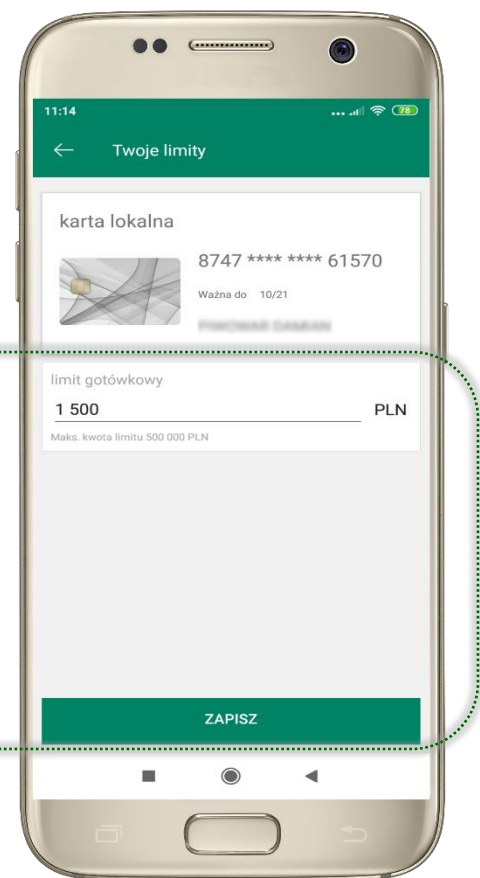 11:14
78
Twoje limity
karta lokalna
8747 **** **** 61570
Ważna do 10/21
limit gotówkowy
1 500 PLN
Maks. kwota limitu 500 000 PLN
ZAPISZ